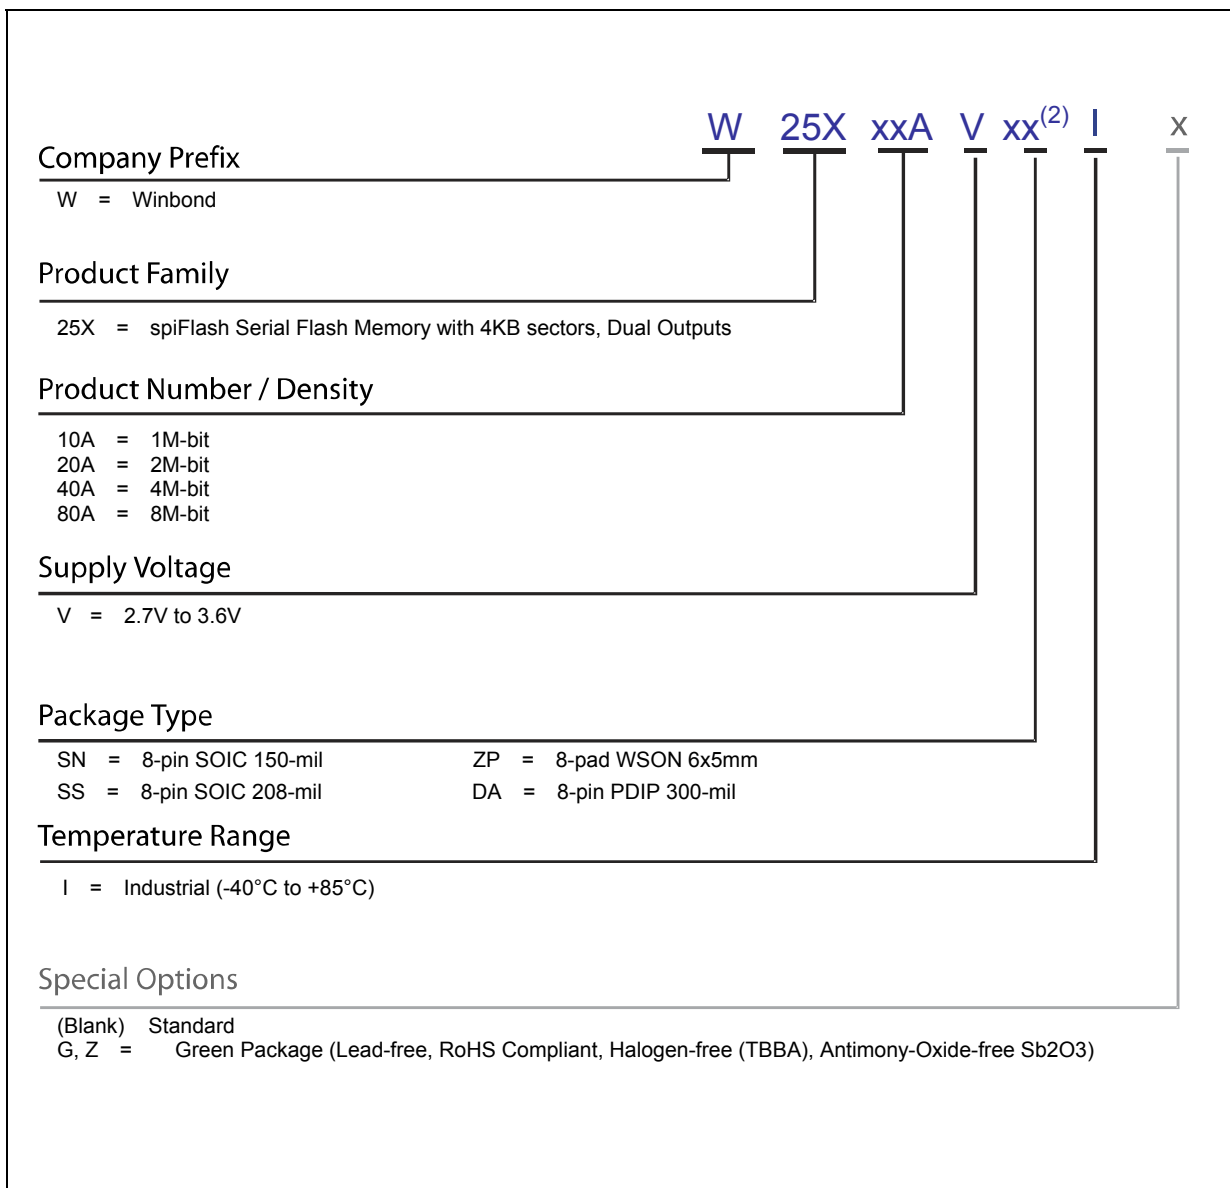 W 25X xxA V xx(2) I x
Company Prefix
W = Winbond
Product Family
25X = spiFlash Serial Flash Memory with 4KB sectors, Dual Outputs
Product Number / Density
10A = 1M-bit
20A = 2M-bit
40A = 4M-bit
80A = 8M-bit
Supply Voltage
V = 2.7V to 3.6V
Package Type
SN = 8-pin SOIC 150-mil ZP = 8-pad WSON 6x5mm
SS = 8-pin SOIC 208-mil DA = 8-pin PDIP 300-mil
Temperature Range
I = Industrial (-40°C to +85°C)
Special Options
(Blank) Standard
G, Z = Green Package (Lead-free, RoHS Compliant, Halogen-free (TBBA), Antimony-Oxide-free Sb2O3)